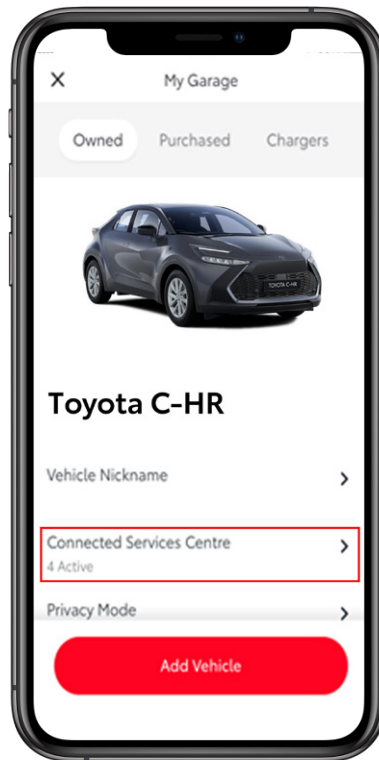 X
My Garage
Owned Purchased Chargers
TOYOTA C-HR
Toyota C-HR
Vehicle Nickname
Connected Services Centre
4 Active
Privacy Mode
Add Vehicle